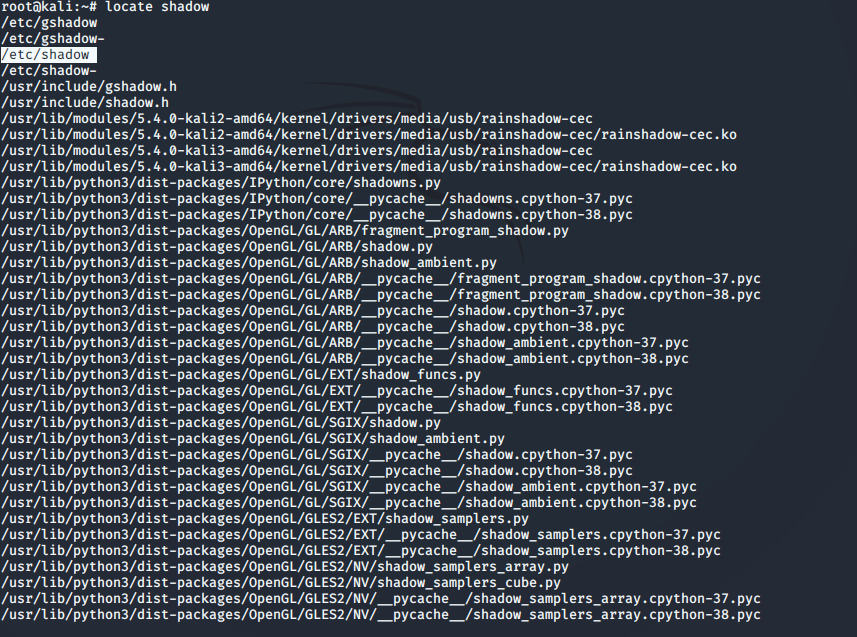 root@kali:~# locate shadow
/etc/gshadow
/etc/gshadow-
/etc/shadow
/etc/shadow-
/usr/include/gshadow.h
/usr/include/shadow.h
/usr/lib/modules/5.4.0-kali2-amd64/kernel/drivers/media/usb/rainshadow-cec
/usr/lib/modules/5.4.0-kali2-amd64/kernel/drivers/media/usb/rainshadow-cec/rainshadow-cec.ko
/usr/lib/modules/5.4.0-kali3-amd64/kernel/drivers/media/usb/rainshadow-cec
/usr/lib/modules/5.4.0-kali3-amd64/kernel/drivers/media/usb/rainshadow-cec/rainshadow-cec.ko
/usr/lib/python3/dist-packages/IPython/core/shadowns.py
/usr/lib/python3/dist-packages/IPython/core/__pycache__/shadowns.cpython-37.pyc
/usr/lib/python3/dist-packages/IPython/core/__pycache__/shadowns.cpython-38.pyc
/usr/lib/python3/dist-packages/OpenGL/GL/ARB/fragment_program_shadow.py
/usr/lib/python3/dist-packages/OpenGL/GL/ARB/shadow.py
/usr/lib/python3/dist-packages/OpenGL/GL/ARB/shadow_ambient.py
/usr/lib/python3/dist-packages/OpenGL/GL/ARB/__pycache__/fragment_program_shadow.cpython-37.pyc
/usr/lib/python3/dist-packages/OpenGL/GL/ARB/__pycache__/fragment_program_shadow.cpython-38.pyc
/usr/lib/python3/dist-packages/OpenGL/GL/ARB/__pycache__/shadow.cpython-37.pyc
/usr/lib/python3/dist-packages/OpenGL/GL/ARB/__pycache__/shadow.cpython-38.pyc
/usr/lib/python3/dist-packages/OpenGL/GL/ARB/__pycache__/shadow_ambient.cpython-37.pyc
/usr/lib/python3/dist-packages/OpenGL/GL/ARB/__pycache__/shadow_ambient.cpython-38.pyc
/usr/lib/python3/dist-packages/OpenGL/GL/EXT/shadow_funcs.py
/usr/lib/python3/dist-packages/OpenGL/GL/EXT/__pycache__/shadow_funcs.cpython-37.pyc
/usr/lib/python3/dist-packages/OpenGL/GL/EXT/__pycache__/shadow_funcs.cpython-38.pyc
/usr/lib/python3/dist-packages/OpenGL/GL/SGIX/shadow.py
/usr/lib/python3/dist-packages/OpenGL/GL/SGIX/shadow_ambient.py
/usr/lib/python3/dist-packages/OpenGL/GL/SGIX/__pycache__/shadow.cpython-37.pyc
/usr/lib/python3/dist-packages/OpenGL/GL/SGIX/__pycache__/shadow.cpython-38.pyc
/usr/lib/python3/dist-packages/OpenGL/GL/SGIX/__pycache__/shadow_ambient.cpython-37.pyc
/usr/lib/python3/dist-packages/OpenGL/GL/SGIX/__pycache__/shadow_ambient.cpython-38.pyc
/usr/lib/python3/dist-packages/OpenGL/GLES2/EXT/shadow_samplers.py
/usr/lib/python3/dist-packages/OpenGL/GLES2/EXT/__pycache__/shadow_samplers.cpython-37.pyc
/usr/lib/python3/dist-packages/OpenGL/GLES2/EXT/__pycache__/shadow_samplers.cpython-38.pyc
/usr/lib/python3/dist-packages/OpenGL/GLES2/NV/shadow_samplers_array.py
/usr/lib/python3/dist-packages/OpenGL/GLES2/NV/shadow_samplers_cube.py
/usr/lib/python3/dist-packages/OpenGL/GLES2/NV/__pycache__/shadow_samplers_array.cpython-37.pyc
/usr/lib/python3/dist-packages/OpenGL/GLES2/NV/__pycache__/shadow_samplers_array.cpython-38.pyc